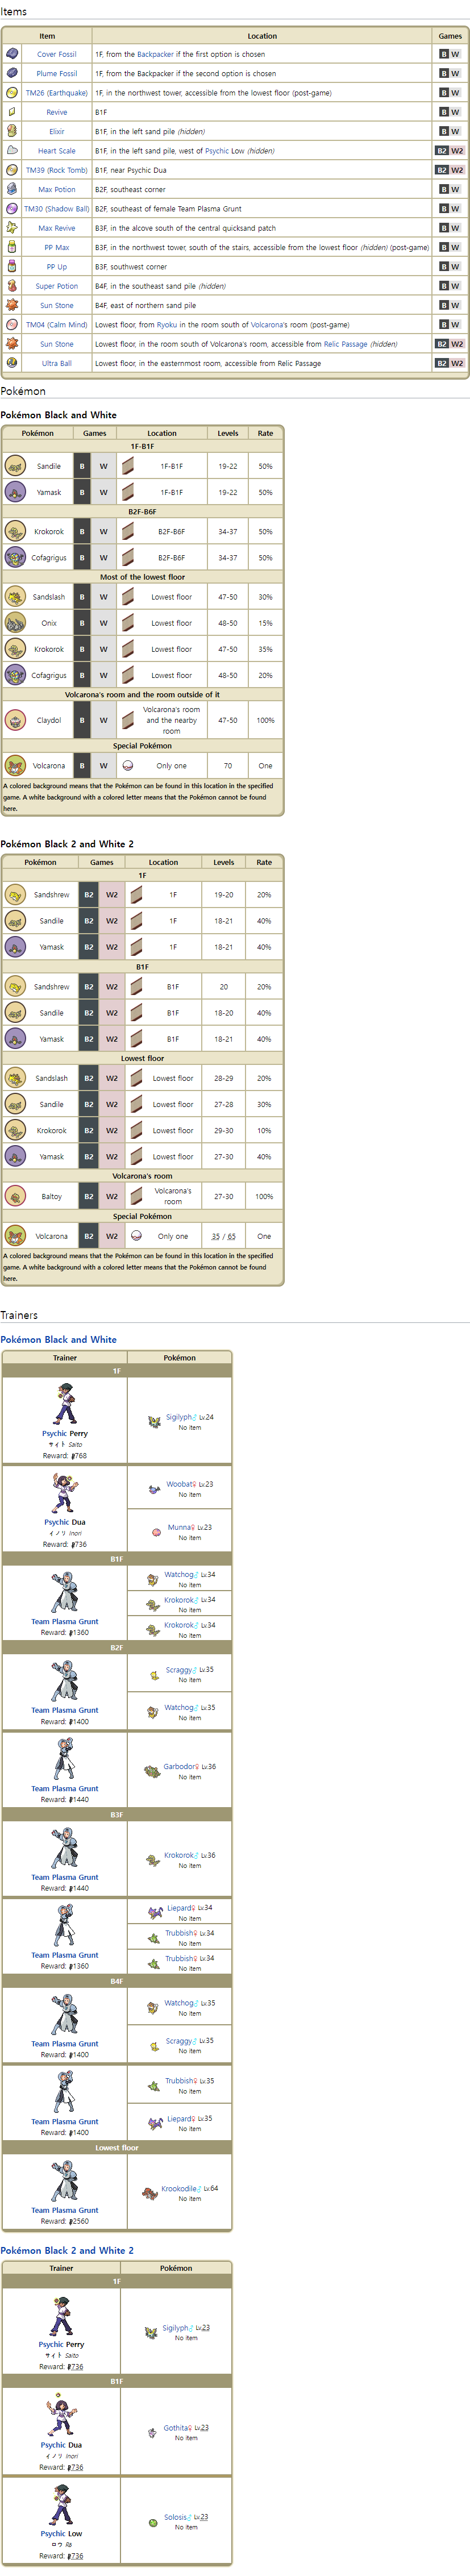 Items
Item Location Games
Cover Fossil 1F, from the Backpacker if the first option is chosen B W
Plume Fossil 1F, from the Backpacker if the second option is chosen B W
TM26 (Earthquake) 1F, in the northwest tower, accessible from the lowest floor (post-game) B W
Revive B1F B W
Elixir B1F, in the left sand pile (hidden) B W
Heart Scale B1F, in the left sand pile, west of Psychic Low (hidden) B2 W2
TM39 (Rock Tomb) B1F, near Psychic Dua B2 W2
Max Potion B2F, southeast corner B W
TM30 (Shadow Ball) B2F, southeast of female Team Plasma Grunt B W
Max Revive B3F, in the alcove south of the central quicksand patch B W
PP Max B3F, in the northwest tower, south of the stairs, accessible from the lowest floor (hidden) (post-game) B W
PP Up B3F, southwest corner B W
Super Potion B4F, in the southeast sand pile (hidden) B W
Sun Stone B4F, east of northern sand pile B W
TM04 (Calm Mind) Lowest floor, from Ryoku in the room south of Volcarona's room (post-game) B W
Sun Stone Lowest floor, in the room south of Volcarona's room, accessible from Relic Passage (hidden) B2 W2
Ultra Ball Lowest floor, in the easternmost room, accessible from Relic Passage B2 W2
Pokémon
Pokémon Black and White
Pokémon Games Location Levels Rate
1F-B1F
Sandile B W 1F-B1F 19-22 50%
Yamask B W 1F-B1F 19-22 50%
B2F-B6F
Krokorok B W B2F-B6F 34-37 50%
Cofagrigus B W B2F-B6F 34-37 50%
Most of the lowest floor
Sandslash B W Lowest floor 47-50 30%
Onix B W Lowest floor 48-50 15%
Krokorok B W Lowest floor 47-50 35%
Cofagrigus B W Lowest floor 48-50 20%
Volcarona's room and the room outside of it
Claydol B W Volcarona's room and the nearby room 47-50 100%
Special Pokémon
Volcarona B W Only one 70 One
A colored background means that the Pokémon can be found in this location in the specified
game. A white background with a colored letter means that the Pokémon cannot be found
here.
Pokémon Black 2 and White 2
Pokémon Games Location Levels Rate
1F
Sandshrew B2 W2 1F 19-20 20%
Sandile B2 W2 1F 18-21 40%
Yamask B2 W2 1F 18-21 40%
B1F
Sandshrew B2 W2 B1F 20 20%
Sandile B2 W2 B1F 18-20 40%
Yamask B2 W2 B1F 18-21 40%
Lowest floor
Sandslash B2 W2 Lowest floor 28-29 20%
Sandile B2 W2 Lowest floor 27-28 30%
Krokorok B2 W2 Lowest floor 29-30 10%
Yamask B2 W2 Lowest floor 27-30 40%
Volcarona's room
Baltoy B2 W2 Volcarona's room 27-30 100%
Special Pokémon
Volcarona B2 W2 Only one 35 / 65 One
A colored background means that the Pokémon can be found in this location in the specified
game. A white background with a colored letter means that the Pokémon cannot be found
here.
Trainers
Pokémon Black and White
Trainer Pokémon
1F
Sigilyph♂ Lv.24
No item
Psychic Perry
サイト Saito
Reward: 768
Woobat♀ Lv.23
No item
Munna♀ Lv.23
No item
Psychic Dua
イノリ Inori
Reward: 736
B1F
Watchog♂ Lv.34
No item
Krokorok♂ Lv.34
No item
Krokorok♂ Lv.34
No item
Team Plasma Grunt
Reward: 1360
B2F
Scraggy♂ Lv.35
No item
Watchog♂ Lv.35
No item
Team Plasma Grunt
Reward: 1400
Garbodor♀ Lv.36
No item
Team Plasma Grunt
Reward: 1440
B3F
Krokorok♂ Lv.36
No item
Team Plasma Grunt
Reward: 1440
Liepard♀ Lv.34
No item
Trubbish♀ Lv.34
No item
Trubbish♀ Lv.34
No item
Team Plasma Grunt
Reward: 1360
B4F
Watchog♂ Lv.35
No item
Scraggy♂ Lv.35
No item
Team Plasma Grunt
Reward: 1400
Trubbish♀ Lv.35
No item
Liepard♀ Lv.35
No item
Team Plasma Grunt
Reward: 1400
Lowest floor
Krookodile♂ Lv.64
No item
Team Plasma Grunt
Reward: 2560
Pokémon Black 2 and White 2
Trainer Pokémon
1F
Sigilyph♂ Lv.23
No item
Psychic Perry
サイト Saito
Reward: 736
B1F
Gothita♀ Lv.23
No item
Psychic Dua
イノリ Inori
Reward: 736
Solosis♂ Lv.23
No item
Psychic Low
ロウ Rō
Reward: 736